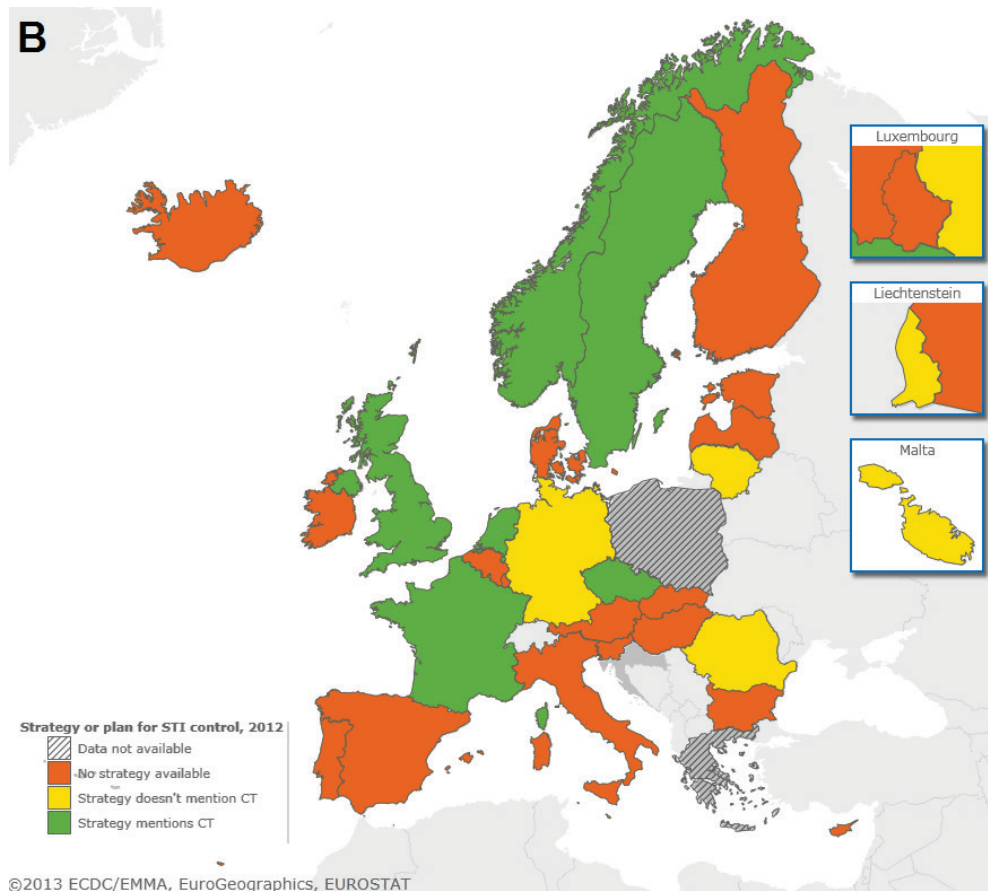 B
Luxembourg
Liechtenstein
Malta
Strategy or plan for STI control, 2012
Data not available
No strategy available
Strategy doesn't mention CT
Strategy mentions CT
©2013 ECDC/EMMA, EuroGeographics, EUROSTAT